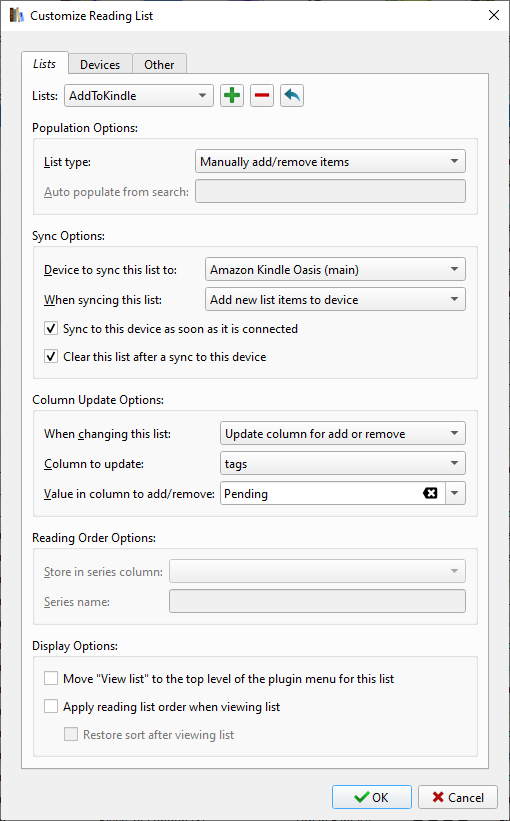 Customize Reading List
Lists Devices Other
Lists: AddToKindle
Population Options:
List type: Manually add/remove items
Auto populate from search:
Sync Options:
Device to sync this list to: Amazon Kindle Oasis (main)
When syncing this list: Add new list items to device
Sync to this device as soon as it is connected
Clear this list after a sync to this device
Column Update Options:
When changing this list: Update column for add or remove
Column to update: tags
Value in column to add/remove: Pending
Reading Order Options:
Store in series column:
Series name:
Display Options:
Move "View list" to the top level of the plugin menu for this list
Apply reading list order when viewing list
Restore sort after viewing list
OK Cancel